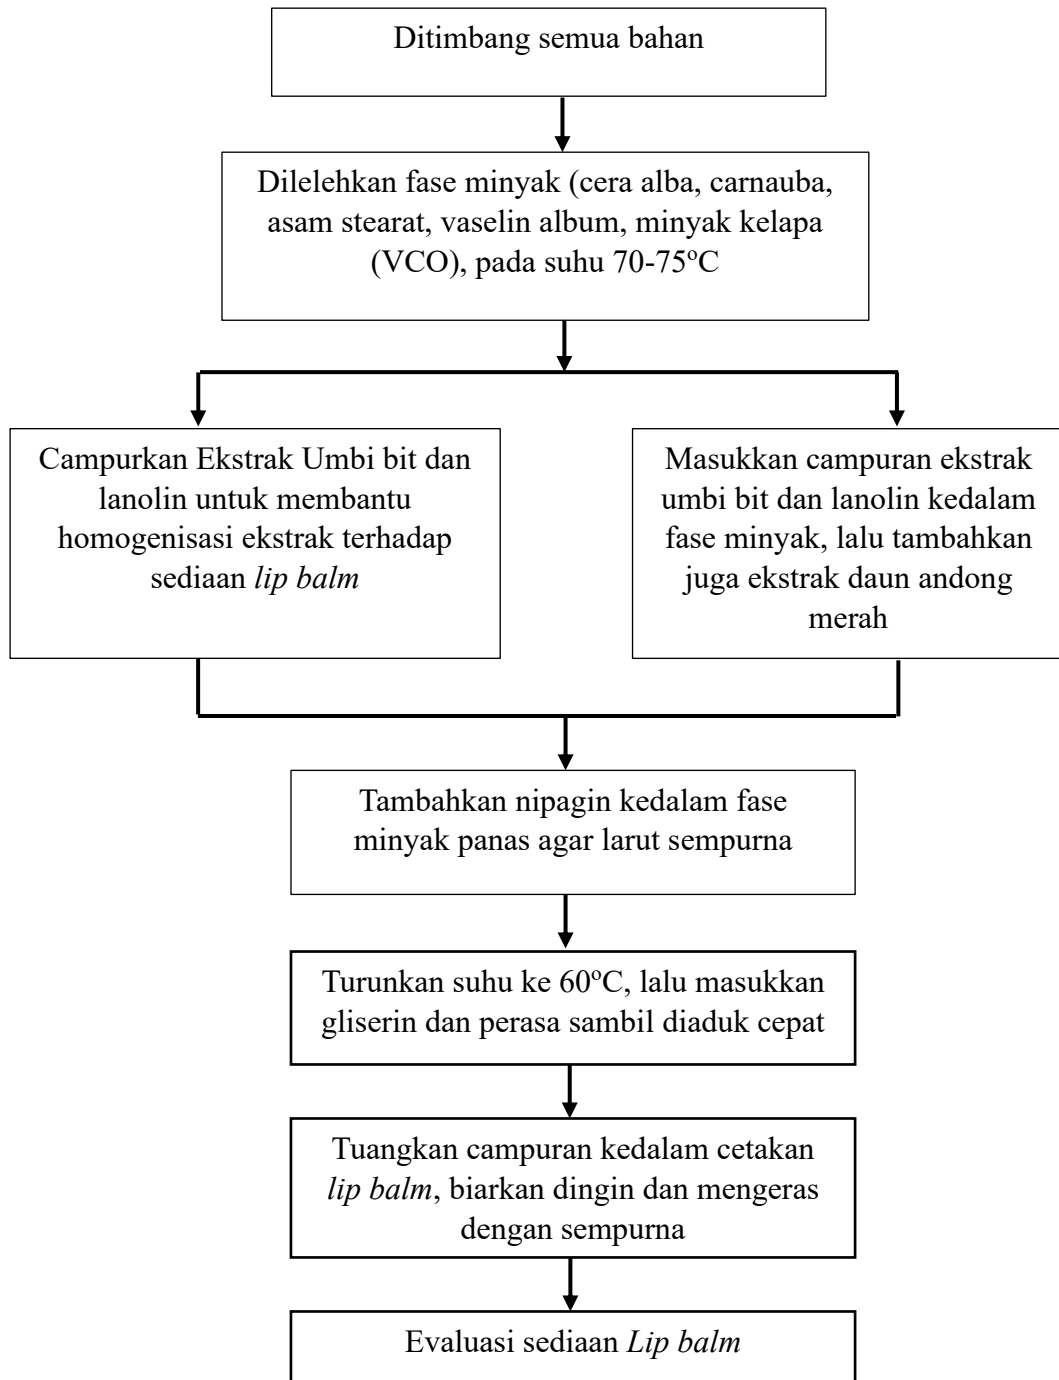 Ditimbang semua bahan
Dilelehkan fase minyak (cera alba, carnauba,
asam stearat, vaselin album, minyak kelapa
(VCO), pada suhu 70-75ºC
Campurkan Ekstrak Umbi bit dan
lanolin untuk membantu
homogenisasi ekstrak terhadap
sediaan lip balm
Masukkan campuran ekstrak
umbi bit dan lanolin kedalam
fase minyak, lalu tambahkan
juga ekstrak daun andong
merah
Tambahkan nipagin kedalam fase
minyak panas agar larut sempurna
Turunkan suhu ke 60ºC, lalu masukkan
gliserin dan perasa sambil diaduk cepat
Tuangkan campuran kedalam cetakan
lip balm, biarkan dingin dan mengeras
dengan sempurna
Evaluasi sediaan Lip balm